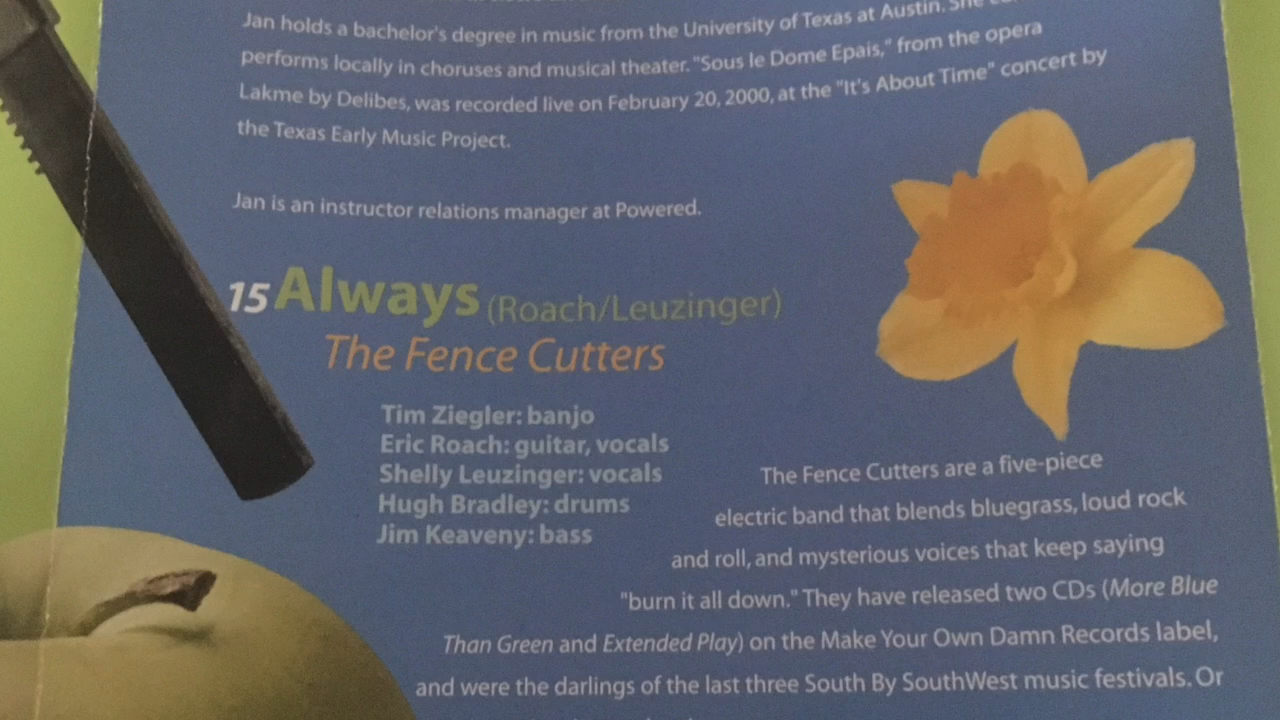 Jan holds a bachelor's degree in music from the University of Texas at Austin. She
performs locally in choruses and musical theater. "Sous le Dome Epais," from the opera
Lakme by Delibes, was recorded live on February 20, 2000, at the "It's About Time" concert by
the Texas Early Music Project.
Jan is an instructor relations manager at Powered.
15 Always (Roach/Leuzinger)
The Fence Cutters
Tim Ziegler: banjo
Eric Roach: guitar, vocals
Shelly Leuzinger: vocals
Hugh Bradley: drums
Jim Keaveny: bass
The Fence Cutters are a five-piece
electric band that blends bluegrass, loud rock
and roll, and mysterious voices that keep saying
"burn it all down." They have released two CDs (More Blue
Than Green and Extended Play) on the Make Your Own Damn Records label,
and were the darlings of the last three South By SouthWest music festivals. Or